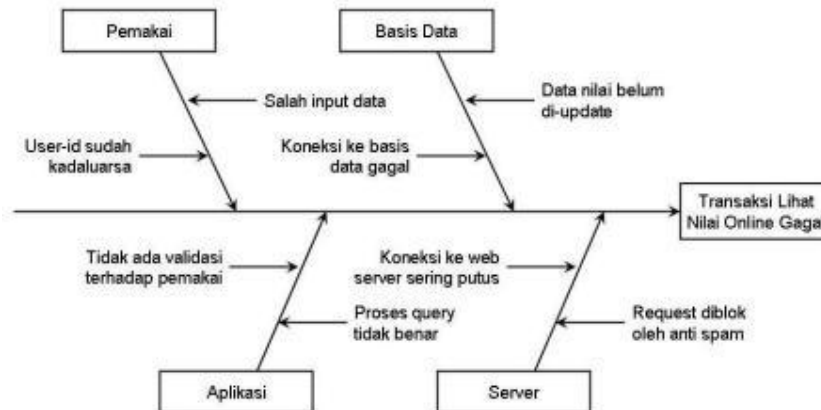 Pemakai
Basis Data
Salah input data
Data nilai belum
di-update
User-id sudah
kadaluarsa
Koneksi ke basis
data gagal
Transaksi Lihat
Nilai Online Gagal
Tidak ada validasi
terhadap pemakai
Koneksi ke web
server sering putus
Proses query
tidak benar
Request diblok
oleh anti spam
Aplikasi
Server